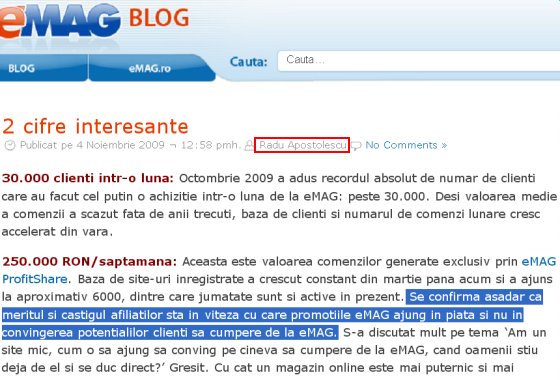 eMAG BLOG
BLOG eMAG.ro Cauta: Cauta...
2 cifre interesante
Publicat pe 4 Noiembrie 2009 ¬ 12:58 pmh. Radu Apostolescu No Comments »
30.000 clienti intr-o luna: Octombrie 2009 a adus recordul absolut de numar de clienti
care au facut cel putin o achizitie intr-o luna de la eMAG: peste 30.000. Desi valoarea medie
a comenzii a scazut fata de anii trecuti, baza de clienti si numarul de comenzi lunare cresc
accelerat din vara.
250.000 RON/saptamana: Aceasta este valoarea comenzilor generate exclusiv prin eMAG
ProfitShare. Baza de site-uri inregistrate a crescut constant din martie pana acum si a ajuns
la aproximativ 6000, dintre care jumatate sunt si active in prezent. Se confirma asadar ca
meritul si castigul afiliatilor sta in viteza cu care promotiile eMAG ajung in piata si nu in
convingerea potentialilor clienti sa cumpere de la eMAG. S-a discutat mult pe tema ‘Am un
site mic, cum o sa ajung sa conving pe cineva sa cumpere de la eMAG, cand oamenii stiu
deja de el si se duc direct?’ Gresit. Cu cat un magazin online este mai puternic si mai